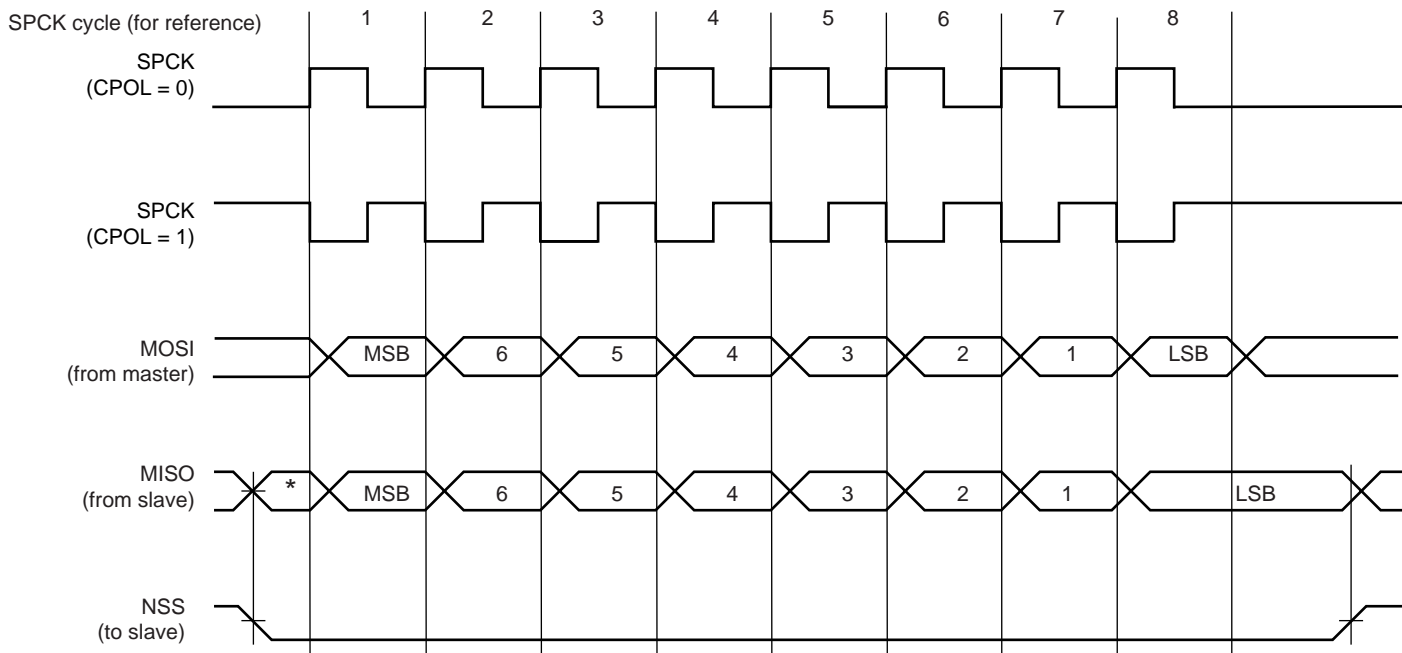 SPCK cycle (for reference) 1 2 3 4 5 6 7 8
SPCK
(CPOL = 0)
SPCK
(CPOL = 1)
MOSI
(from master)
MSB 6 5 4 3 2 1 LSB
MISO
(from slave)
* MSB 6 5 4 3 2 1 LSB
NSS
(to slave)